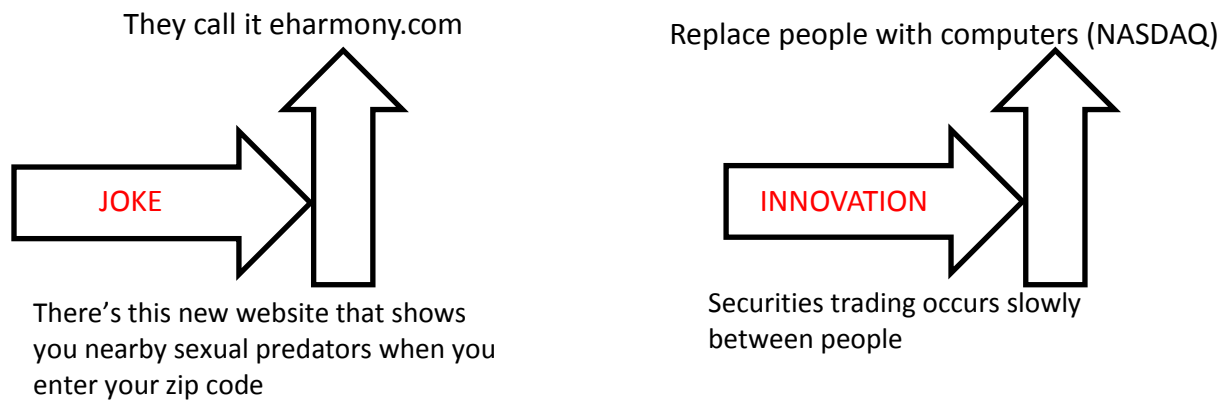 They call it eharmony.com
JOKE
There’s this new website that shows
you nearby sexual predators when you
enter your zip code
Replace people with computers (NASDAQ)
INNOVATION
Securities trading occurs slowly
between people